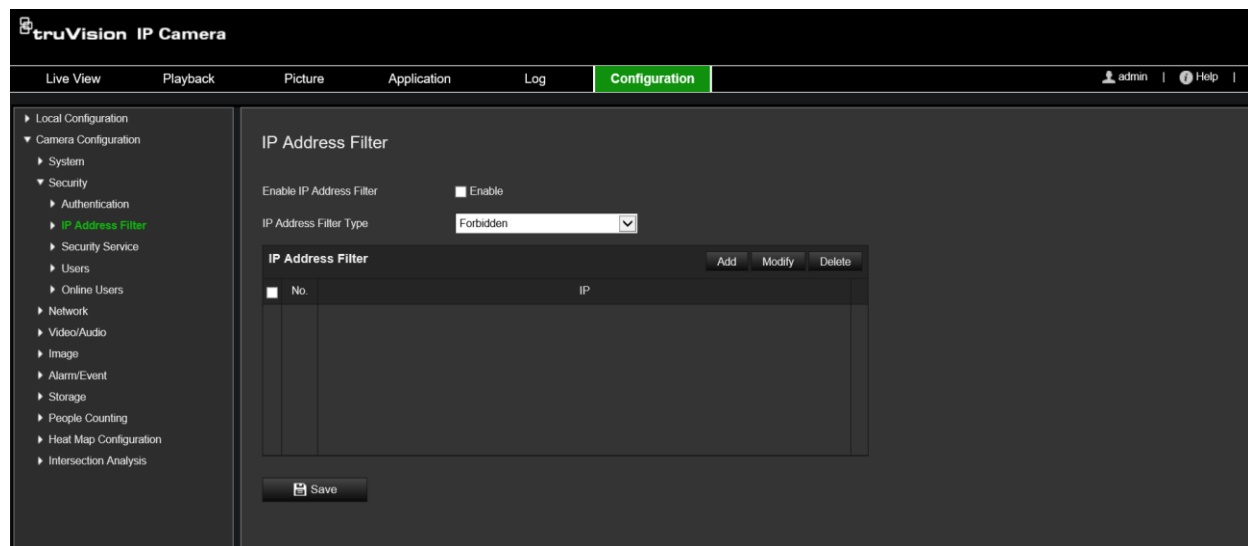 truVision IP Camera
Live View Playback Picture Application Log Configuration admin | Help |
Local Configuration
Camera Configuration
System
Security
Authentication
IP Address Filter
Security Service
Users
Online Users
Network
Video/Audio
Image
Alarm/Event
Storage
People Counting
Heat Map Configuration
Intersection Analysis
IP Address Filter
Enable IP Address Filter Enable
IP Address Filter Type Forbidden
IP Address Filter Add Modify Delete
No. IP
Save